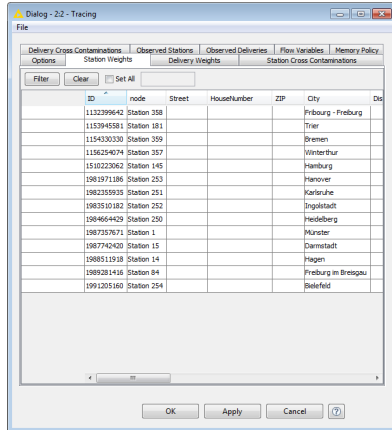 Dialog - 2:2 - Tracing
File
Delivery Cross Contaminations Observed Stations Observed Deliveries Flow Variables Memory Policy
Options Station Weights Delivery Weights Station Cross Contaminations
Filter Clear Set All
ID node Street HouseNumber ZIP City Dis
1132399642 Station 358 Fribourg - Freiburg
1153945581 Station 181 Trier
1154330330 Station 359 Bremen
1156254074 Station 357 Winterthur
1510223062 Station 145 Hamburg
1981971186 Station 253 Hanover
1982355935 Station 251 Karlsruhe
1983510182 Station 252 Ingolstadt
1984664429 Station 250 Heidelberg
1987357671 Station 1 Münster
1987742420 Station 15 Darmstadt
1988511918 Station 14 Hagen
1989281416 Station 84 Freiburg im Breisgau
1991205160 Station 254 Bielefeld
OK Apply Cancel ?